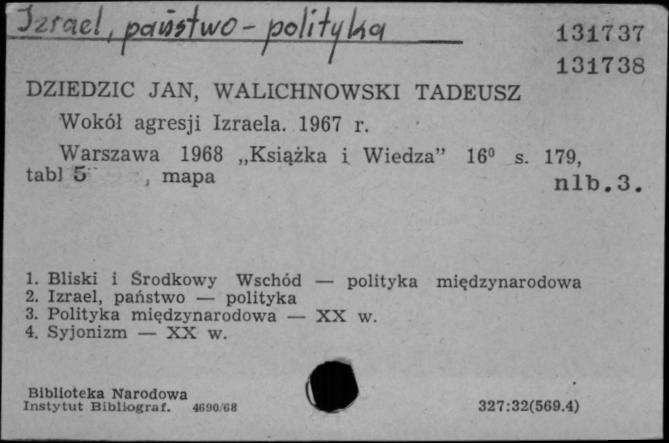 Izrael, państwo - polityka
131737
131738
DZIEDZIC JAN, WALICHNOWSKI TADEUSZ
Wokół agresji Izraela. 1967 r.
Warszawa 1968 „Książka i Wiedza” 16⁰ s. 179,
tabl 5 , mapa
nlb.3.
1. Bliski i Środkowy Wschód — polityka międzynarodowa
2. Izrael, państwo — polityka
3. Polityka międzynarodowa — XX w.
4. Syjonizm — XX w.
Biblioteka Narodowa
Instytut Bibliograf. 4690/68
327:32(569.4)